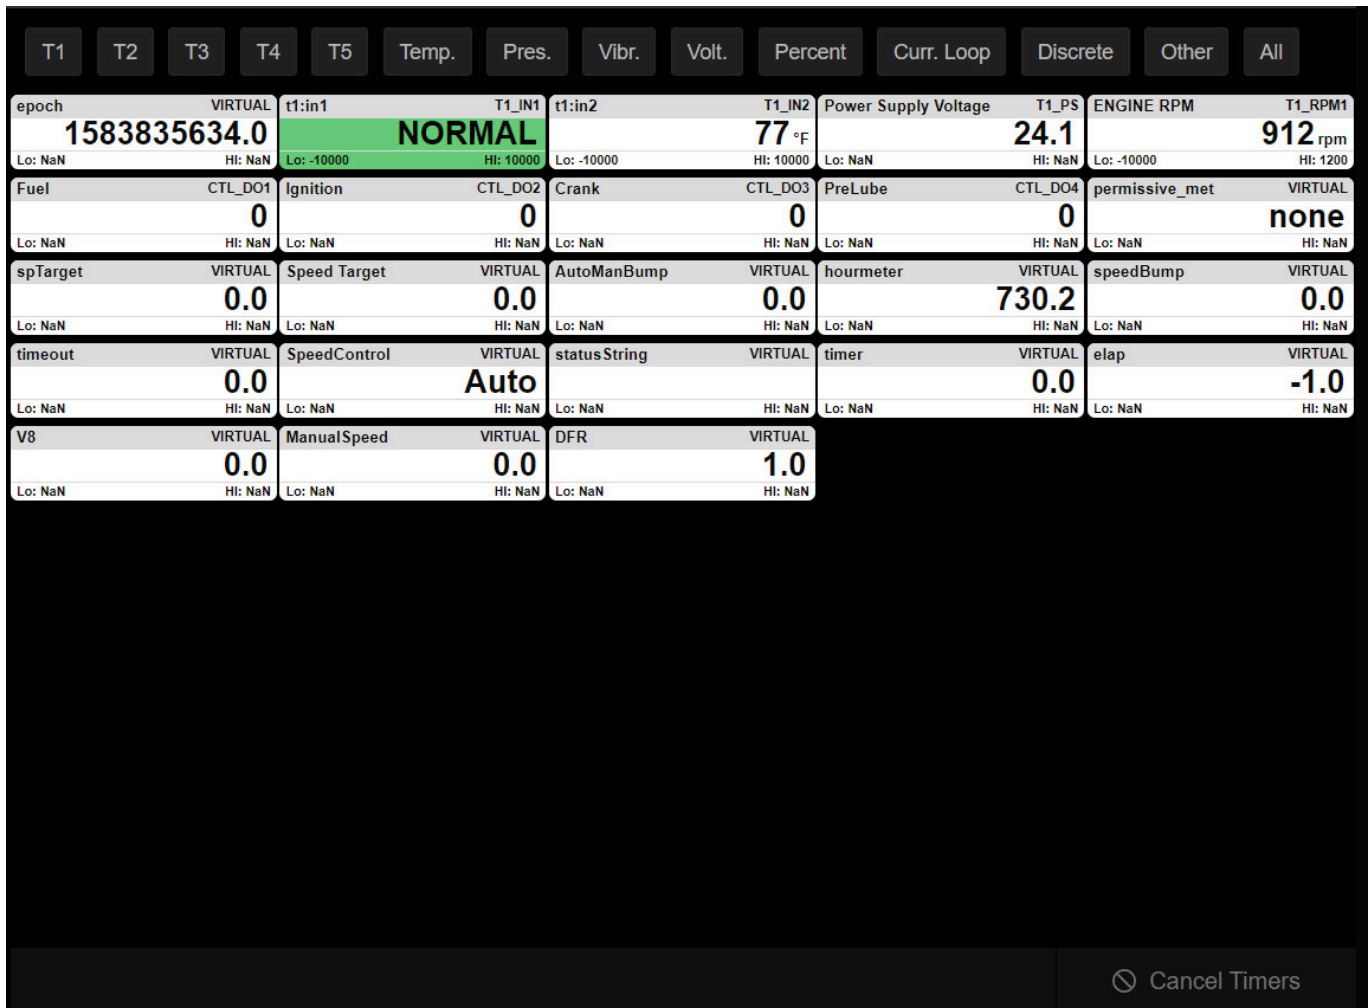 T1 T2 T3 T4 T5 Temp. Pres. Vibr. Volt. Percent Curr. Loop Discrete Other All
epoch VIRTUAL t1:in1 T1_IN1 t1:in2 T1_IN2 Power Supply Voltage T1_PS ENGINE RPM T1_RPM1
1583835634.0 NORMAL 77 °F 24.1 912 rpm
Lo: NaN HI: NaN Lo: -10000 HI: 10000 Lo: -10000 HI: 10000 Lo: NaN HI: NaN Lo: -10000 HI: 1200
Fuel CTL_DO1 Ignition CTL_DO2 Crank CTL_DO3 PreLube CTL_DO4 permissive_met VIRTUAL
0 0 0 0 none
Lo: NaN HI: NaN Lo: NaN HI: NaN Lo: NaN HI: NaN Lo: NaN HI: NaN Lo: NaN HI: NaN
spTarget VIRTUAL Speed Target VIRTUAL AutoManBump VIRTUAL hourmeter VIRTUAL speedBump VIRTUAL
0.0 0.0 0.0 730.2 0.0
Lo: NaN HI: NaN Lo: NaN HI: NaN Lo: NaN HI: NaN Lo: NaN HI: NaN Lo: NaN HI: NaN
timeout VIRTUAL SpeedControl VIRTUAL statusString VIRTUAL timer VIRTUAL elap VIRTUAL
0.0 Auto 0.0 -1.0
Lo: NaN HI: NaN Lo: NaN HI: NaN Lo: NaN HI: NaN Lo: NaN HI: NaN Lo: NaN HI: NaN
V8 VIRTUAL ManualSpeed VIRTUAL DFR VIRTUAL
0.0 0.0 1.0
Lo: NaN HI: NaN Lo: NaN HI: NaN Lo: NaN HI: NaN
Cancel Timers